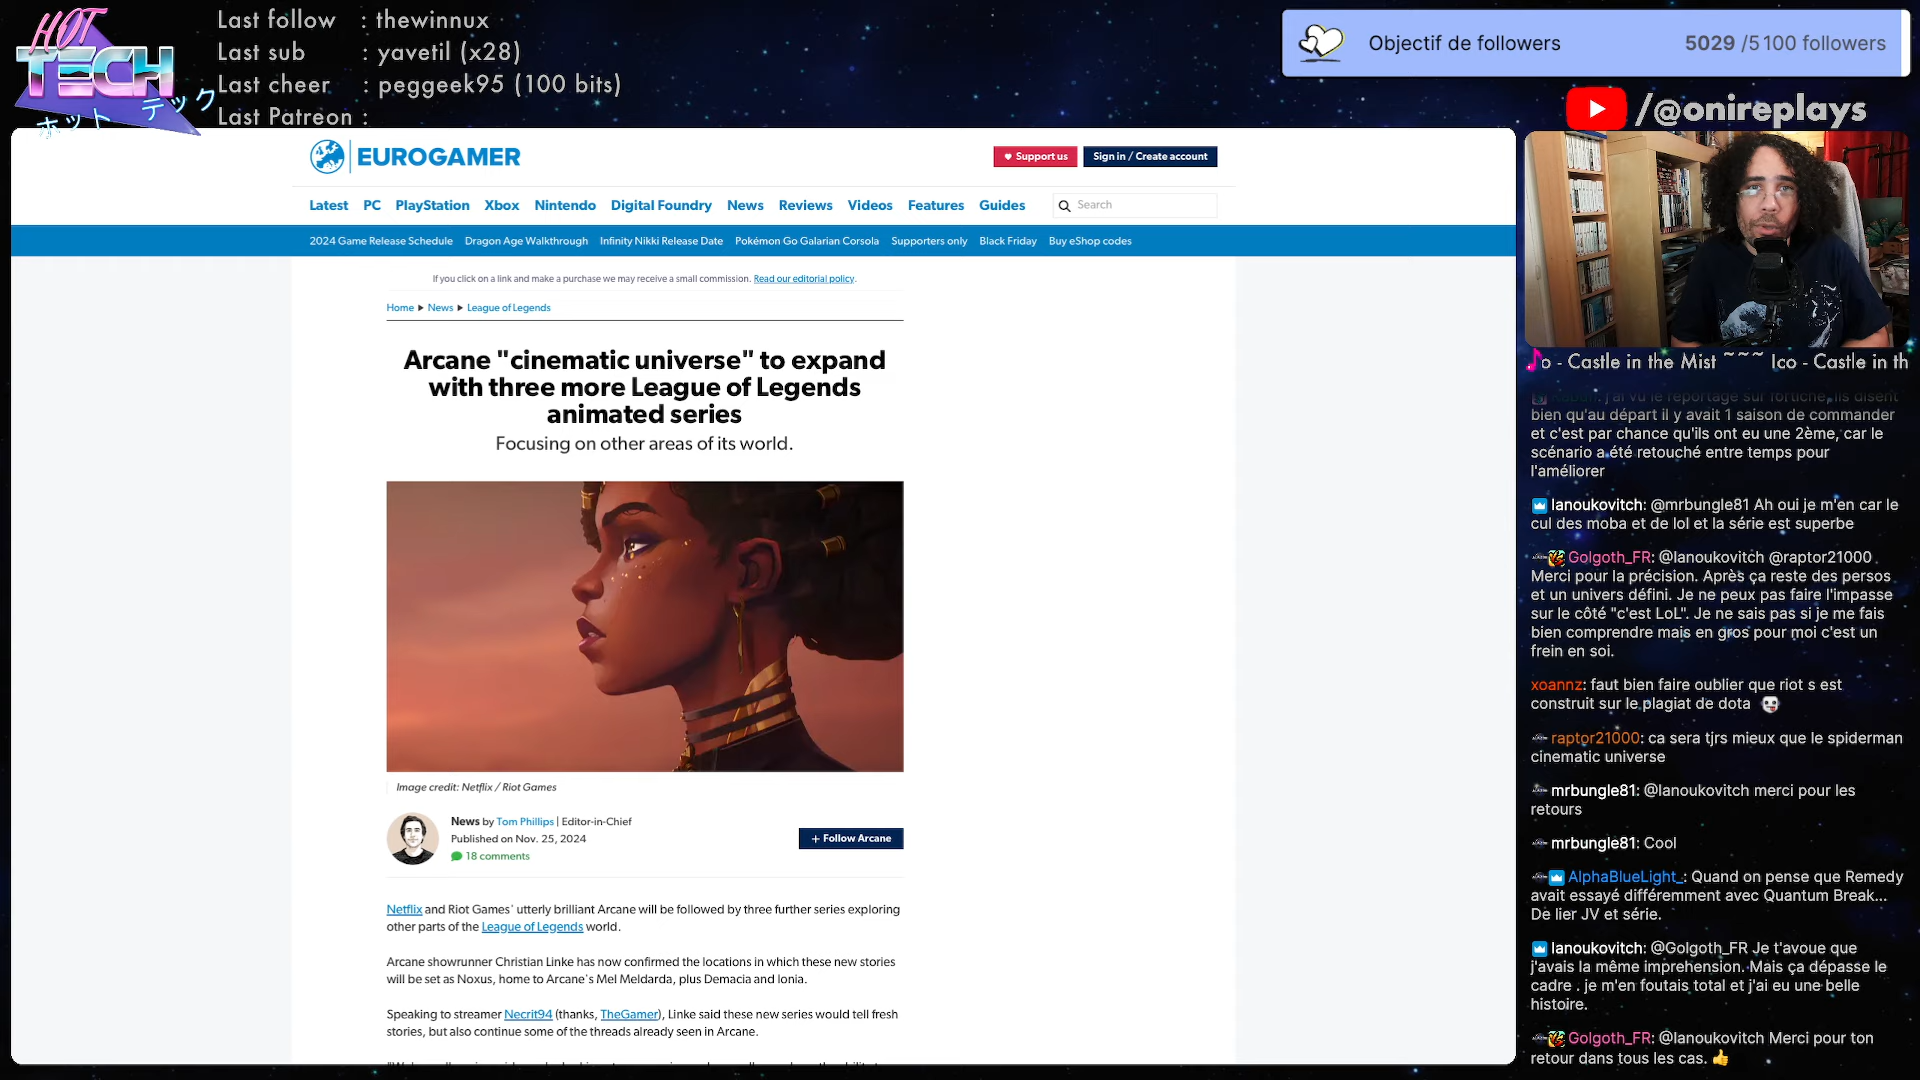 HOT
TECH
ホット テック
Last follow : thewinnux
Last sub : yavetil (x28)
Last cheer : peggeek95 (100 bits)
Last Patreon :
Objectif de followers
5029 /5 100 followers
/@onireplays
EUROGAMER
Support us
Sign in / Create account
Latest PC PlayStation Xbox Nintendo Digital Foundry News Reviews Videos Features Guides
Search
2024 Game Release Schedule Dragon Age Walkthrough Infinity Nikki Release Date Pokémon Go Galarian Corsola Supporters only Black Friday Buy eShop codes
If you click on a link and make a purchase we may receive a small commission. Read our editorial policy.
Home ▶ News ▶ League of Legends
Arcane "cinematic universe" to expand
with three more League of Legends
animated series
Focusing on other areas of its world.
Image credit: Netflix / Riot Games
News by Tom Phillips | Editor-in-Chief
Published on Nov. 25, 2024
18 comments
+ Follow Arcane
Netflix and Riot Games' utterly brilliant Arcane will be followed by three further series exploring
other parts of the League of Legends world.
Arcane showrunner Christian Linke has now confirmed the locations in which these new stories
will be set as Noxus, home to Arcane's Mel Meldarda, plus Demacia and Ionia.
Speaking to streamer Necrit94 (thanks, TheGamer), Linke said these new series would tell fresh
stories, but also continue some of the threads already seen in Arcane.
o - Castle in the Mist ~~~ Ico - Castle in th
j'ai vu le reportage sur fortiche, ils disent
bien qu'au départ il y avait 1 saison de commander
et c'est par chance qu'ils ont eu une 2ème, car le
scénario a été retouché entre temps pour
l'améliorer
lanoukovitch: @mrbungle81 Ah oui je m'en car le
cul des moba et de lol et la série est superbe
Golgoth_FR: @lanoukovitch @raptor21000
Merci pour la précision. Après ça reste des persos
et un univers défini. Je ne peux pas faire l'impasse
sur le côté "c'est LoL". Je ne sais pas si je me fais
bien comprendre mais en gros pour moi c'est un
frein en soi.
xoannz: faut bien faire oublier que riot s est
construit sur le plagiat de dota
raptor21000: ca sera tjrs mieux que le spiderman
cinematic universe
mrbungle81: @lanoukovitch merci pour les
retours
mrbungle81: Cool
AlphaBlueLight_: Quand on pense que Remedy
avait essayé différemment avec Quantum Break...
De lier JV et série.
lanoukovitch: @Golgoth_FR Je t'avoue que
j'avais la même imprehension. Mais ça dépasse le
cadre . je m'en foutais total et j'ai eu une belle
histoire.
Golgoth_FR: @lanoukovitch Merci pour ton
retour dans tous les cas. 👍